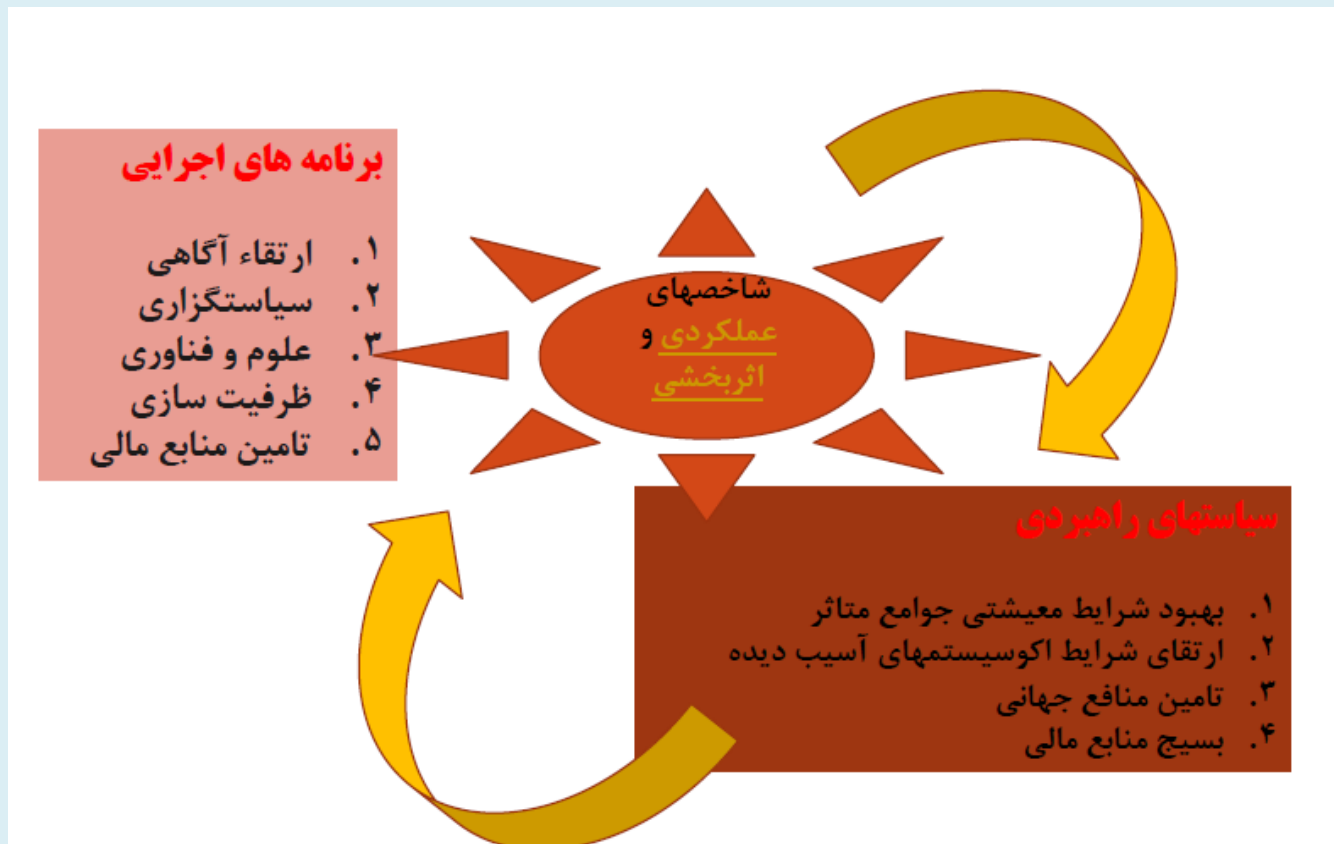 برنامه های اجرایی
۱. ارتقاء آگاهی
۲. سیاستگزاری
۳. علوم و فناوری
۴. ظرفیت سازی
۵. تامین منابع مالی
شاخصهای
عملکردی و
اثربخشی
سیاستهای راهبردی
۱. بهبود شرایط معیشتی جوامع متاثر
۲. ارتقای شرایط اکوسیستمهای آسیب دیده
۳. تامین منافع جهانی
۴. بسیج منابع مالی